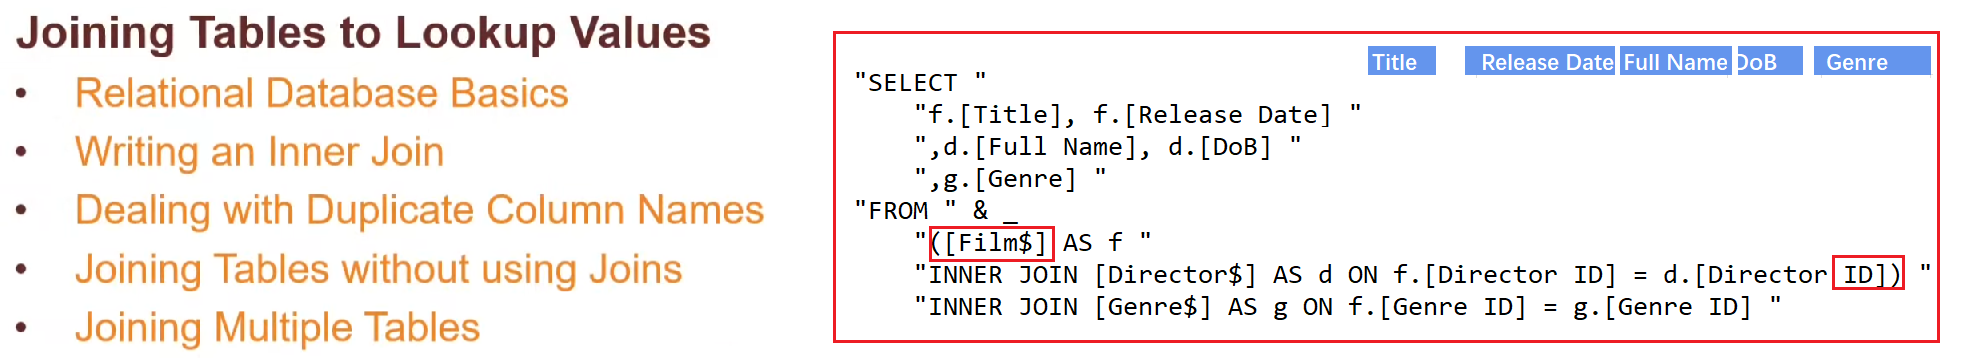 Joining Tables to Lookup Values
• Relational Database Basics
• Writing an Inner Join
• Dealing with Duplicate Column Names
• Joining Tables without using Joins
• Joining Multiple Tables
Title Release Date Full Name DoB Genre
"SELECT "
"f.[Title], f.[Release Date] "
",d.[Full Name], d.[DoB] "
",g.[Genre] "
"FROM " & _
"([Film$] AS f "
"INNER JOIN [Director$] AS d ON f.[Director ID] = d.[Director ID]) "
"INNER JOIN [Genre$] AS g ON f.[Genre ID] = g.[Genre ID] "